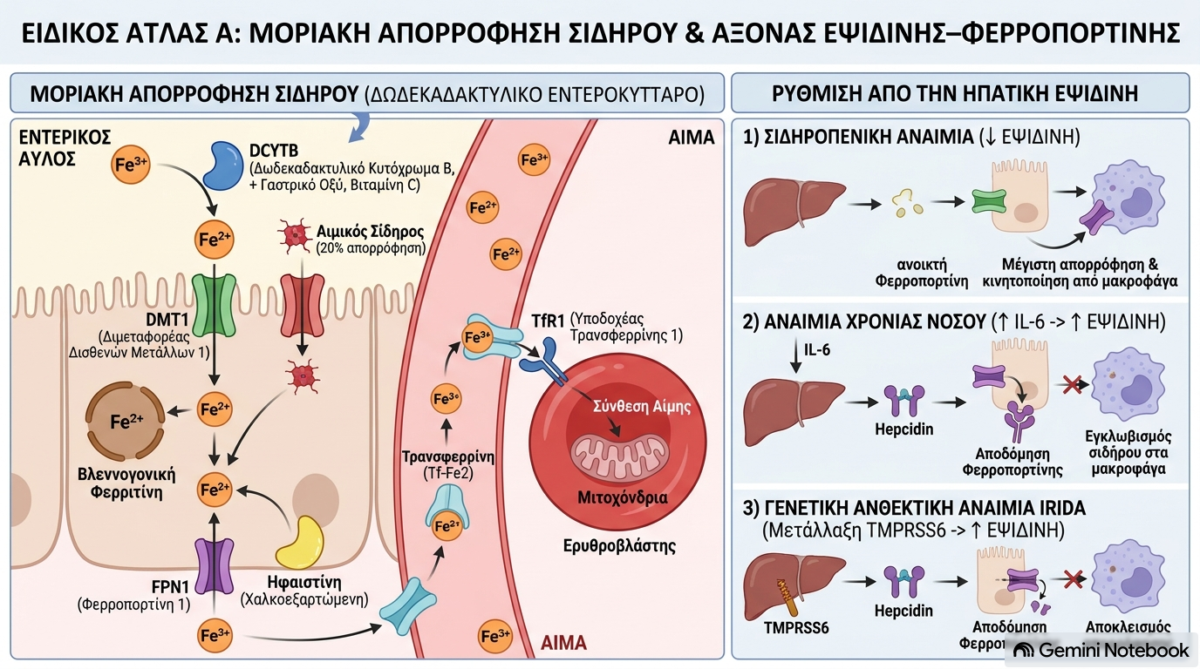 ΕΙΔΙΚΟΣ ΑΤΛΑΣ Α: ΜΟΡΙΑΚΗ ΑΠΟΡΡΟΦΗΣΗ ΣΙΔΗΡΟΥ & ΑΞΟΝΑΣ ΕΨΙΔΙΝΗΣ–ΦΕΡΡΟΠΟΡΤΙΝΗΣ
ΜΟΡΙΑΚΗ ΑΠΟΡΡΟΦΗΣΗ ΣΙΔΗΡΟΥ (ΔΩΔΕΚΑΔΑΚΤΥΛΙΚΟ ΕΝΤΕΡΟΚΥΤΤΑΡΟ)
ΕΝΤΕΡΙΚΟΣ
ΑΥΛΟΣ
Fe³⁺
DCYTB
(Δωδεκαδακτυλικό Κυτόχρωμα Β,
+ Γαστρικό Οξύ, Βιταμίνη C)
Fe²⁺
Αιμικός Σίδηρος
(20% απορρόφηση)
DMT1
(Διμεταφορέας
Δισθενών Μετάλλων 1)
Fe²⁺
Fe²⁺
Βλεννογονική
Φερριτίνη
Fe²⁺
FPN1
(Φερροπορτίνη 1)
Ηφαιστίνη
(Χαλκοεξαρτώμενη)
Fe³⁺
ΑΙΜΑ
Fe³⁺
Fe²⁺
Fe²⁺
Fe³⁺
TfR1 (Υποδοχέας
Τρανσφερρίνης 1)
Σύνθεση Αίμης
Μιτοχόνδρια
Ερυθροβλάστης
Τρανσφερρίνη
(Tf-Fe2)
Fe³⁺
ΑΙΜΑ
ΡΥΘΜΙΣΗ ΑΠΟ ΤΗΝ ΗΠΑΤΙΚΗ ΕΨΙΔΙΝΗ
1) ΣΙΔΗΡΟΠΕΝΙΚΗ ΑΝΑΙΜΙΑ (↓ ΕΨΙΔΙΝΗ)
ανοικτή
Φερροπορτίνη
Μέγιστη απορρόφηση &
κινητοποίηση από μακροφάγα
2) ΑΝΑΙΜΙΑ ΧΡΟΝΙΑΣ ΝΟΣΟΥ (↑ IL-6 -> ↑ ΕΨΙΔΙΝΗ)
IL-6
Hepcidin
Αποδόμηση
Φερροπορτίνης
Εγκλωβισμός
σιδήρου στα
μακροφάγα
3) ΓΕΝΕΤΙΚΗ ΑΝΘΕΚΤΙΚΗ ΑΝΑΙΜΙΑ IRIDA
(Μετάλλαξη TMPRSS6 -> ↑ ΕΨΙΔΙΝΗ)
TMPRSS6
Hepcidin
Αποδόμηση
Αποκλεισμός
Gemini Notebook